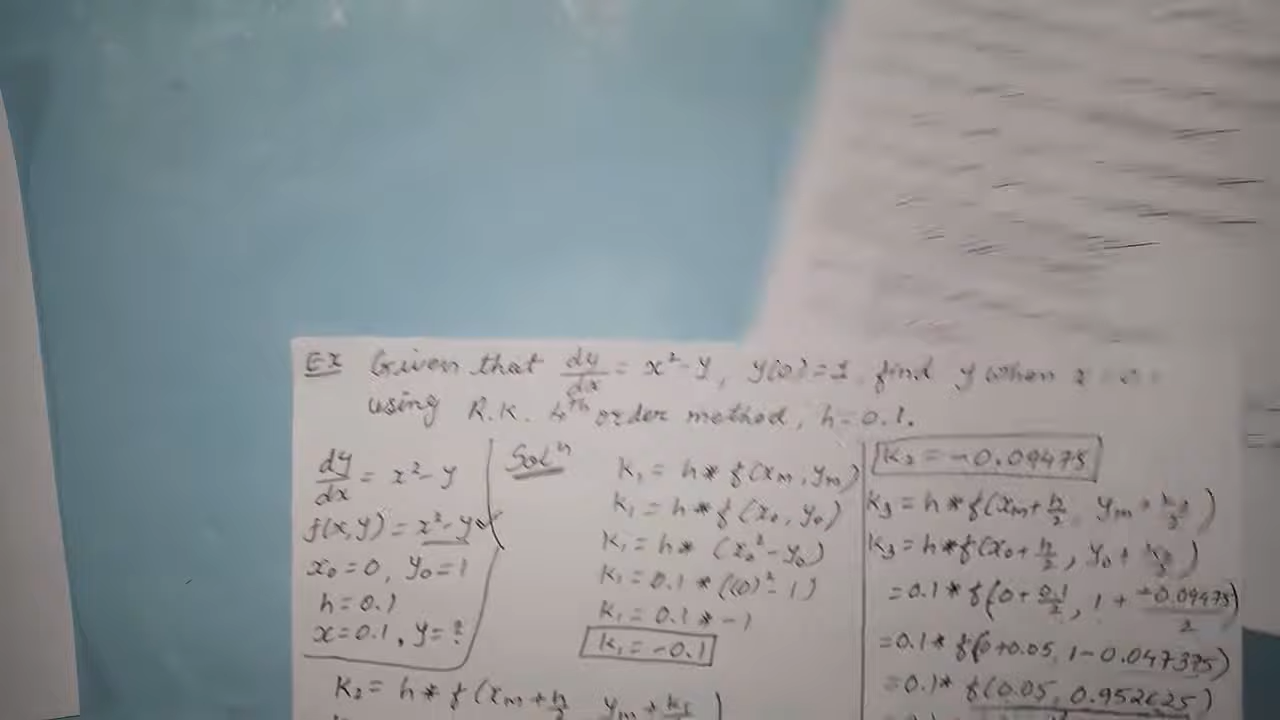 Ex Given that dy/dx = x² - y, y(0) = 1, find y when x
using R.K. 4th order method, h = 0.1.
dy/dx = x² - y
f(x,y) = x² - y
x₀ = 0, y₀ = 1
h = 0.1
x = 0.1, y = ?
Solⁿ
K₁ = h * f(xₘ, yₘ)
K₁ = h * f(x₀, y₀)
K₁ = h * (x₀² - y₀)
K₁ = 0.1 * ((0)² - 1)
K₁ = 0.1 * -1
K₁ = -0.1
K₂ = h * f(xₘ + h/2, yₘ + k₁/2)
K₂ = -0.09475
K₃ = h * f(xₘ + h/2, yₘ + k₂/2)
K₃ = h * f(x₀ + h/2, y₀ + k₂/2)
= 0.1 * f(0 + 0.1/2, 1 + -0.09475/2)
= 0.1 * f(0 + 0.05, 1 - 0.047375)
= 0.1 * f(0.05, 0.952625)